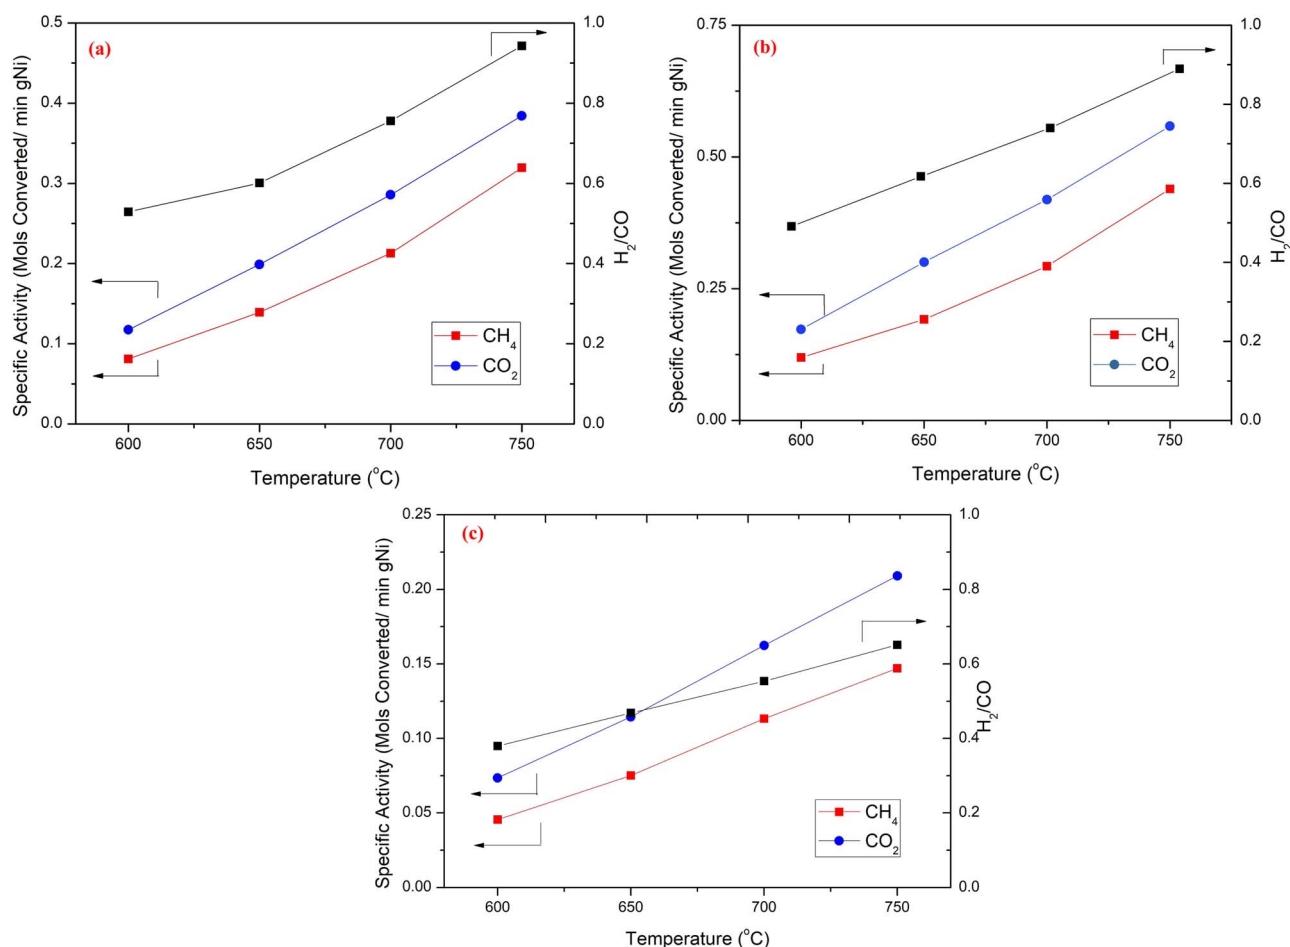 (a)
0.5
0.4
0.3
0.2
0.1
0.0
Specific Activity (Mols Converted/ min gNi)
1.0
0.8
0.6
0.4
0.2
0.0
H₂/CO
CH₄
CO₂
600 650 700 750
Temperature (°C)
(b)
0.75
0.50
0.25
0.00
Specific Activity (Mols Converted/ min gNi)
1.0
0.8
0.6
0.4
0.2
0.0
H₂/CO
CH₄
CO₂
600 650 700 750
Temperature (°C)
(c)
0.25
0.20
0.15
0.10
0.05
0.00
Specific Activity (Mols Converted/ min gNi)
1.0
0.8
0.6
0.4
0.2
0.0
H₂/CO
CH₄
CO₂
600 650 700 750
Temperature (°C)